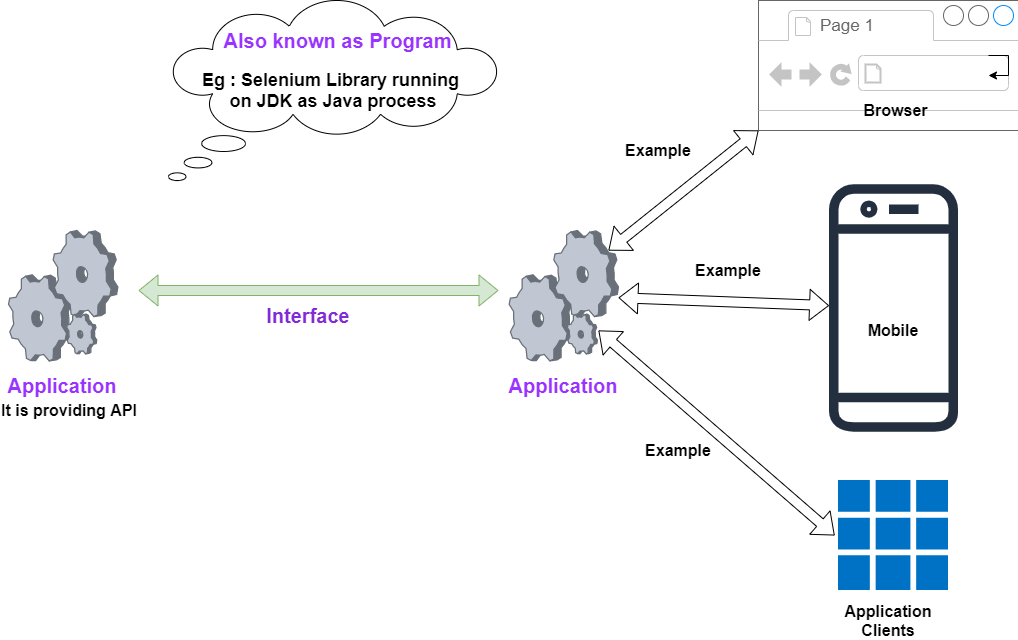 Also known as Program
Eg : Selenium Library running
on JDK as Java process
Page 1
Browser
Example
Example
Interface
Mobile
Application
It is providing API
Application
Example
Application
Clients